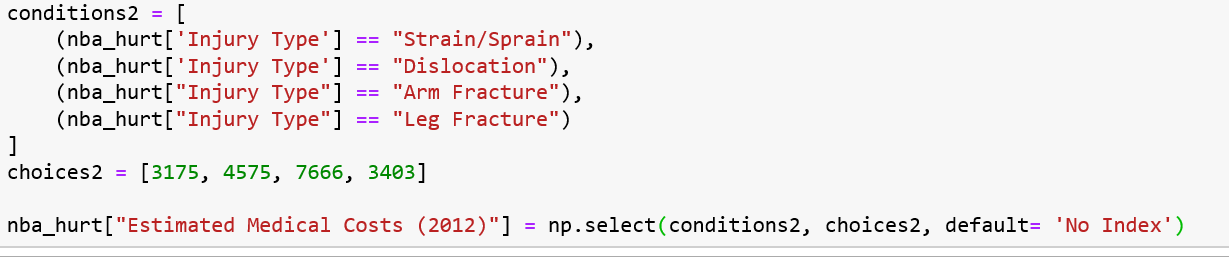 conditions2 = [
    (nba_hurt['Injury Type'] == "Strain/Sprain"),
    (nba_hurt['Injury Type'] == "Dislocation"),
    (nba_hurt["Injury Type"] == "Arm Fracture"),
    (nba_hurt["Injury Type"] == "Leg Fracture")
]
choices2 = [3175, 4575, 7666, 3403]
nba_hurt["Estimated Medical Costs (2012)"] = np.select(conditions2, choices2, default= 'No Index')